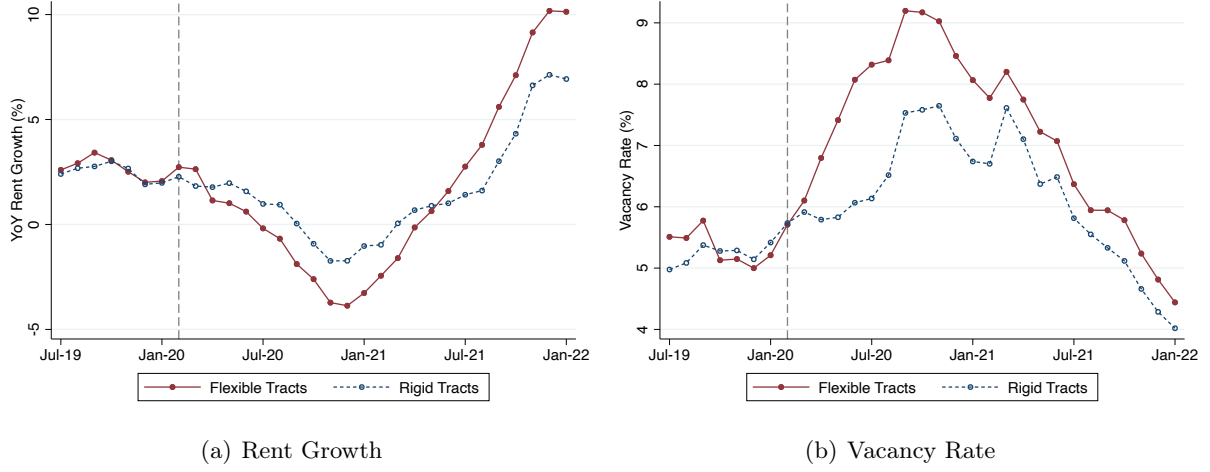 YoY Rent Growth (%)
10
5
0
-5
Jul-19 Jan-20 Jul-20 Jan-21 Jul-21 Jan-22
Flexible Tracts Rigid Tracts
(a) Rent Growth
Vacancy Rate (%)
9
8
7
6
5
4
Jul-19 Jan-20 Jul-20 Jan-21 Jul-21 Jan-22
Flexible Tracts Rigid Tracts
(b) Vacancy Rate